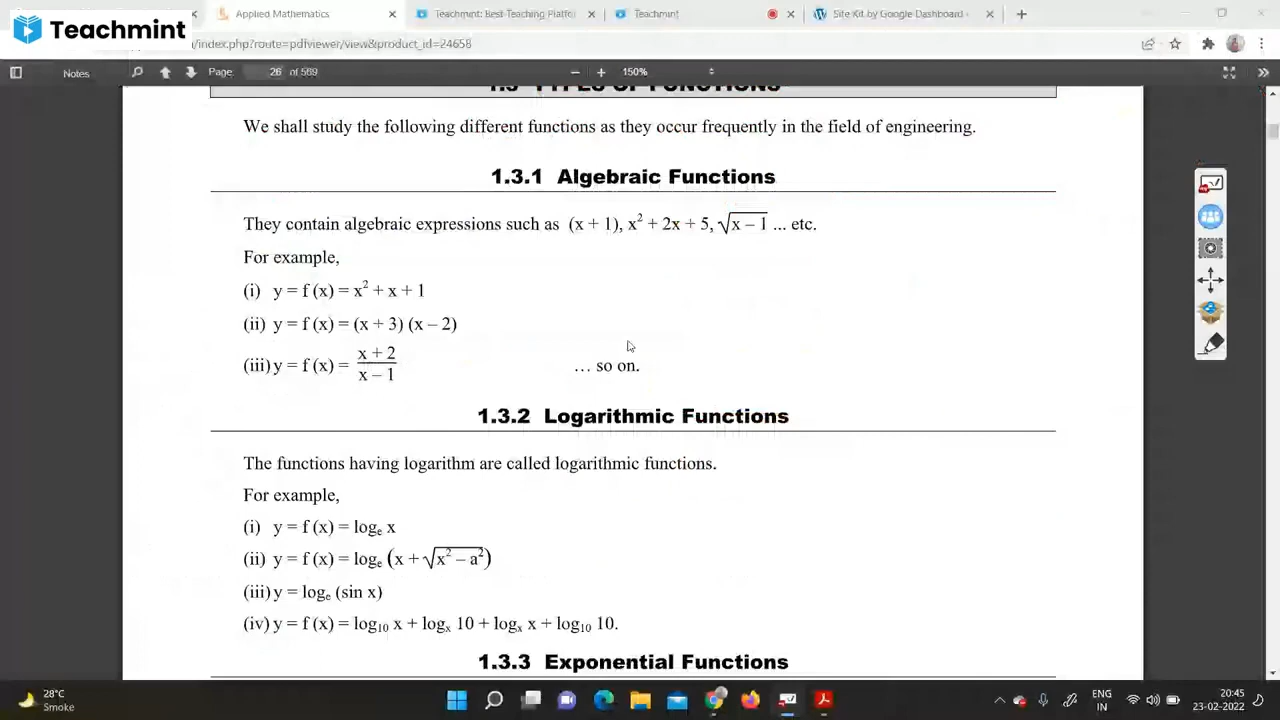 Applied Mathematics
Teachmint: Best Teaching Platfo
Teachmint
Site Kit by Google Dashboard
Teachmint
/index.php?route=pdfviewer/view&product_id=24658
Notes
Page: 26 of 569
150%
1.3 TYPES OF FUNCTIONS
We shall study the following different functions as they occur frequently in the field of engineering.
1.3.1 Algebraic Functions
They contain algebraic expressions such as (x + 1), x² + 2x + 5, √(x – 1) ... etc.
For example,
(i) y = f (x) = x² + x + 1
(ii) y = f (x) = (x + 3) (x – 2)
(iii) y = f (x) = (x + 2)/(x – 1) … so on.
1.3.2 Logarithmic Functions
The functions having logarithm are called logarithmic functions.
For example,
(i) y = f (x) = logₑ x
(ii) y = f (x) = logₑ (x + √(x² – a²))
(iii) y = logₑ (sin x)
(iv) y = f (x) = log₁₀ x + logₓ 10 + logₓ x + log₁₀ 10.
1.3.3 Exponential Functions
28°C
Smoke
ENG
IN
20:45
23-02-2022